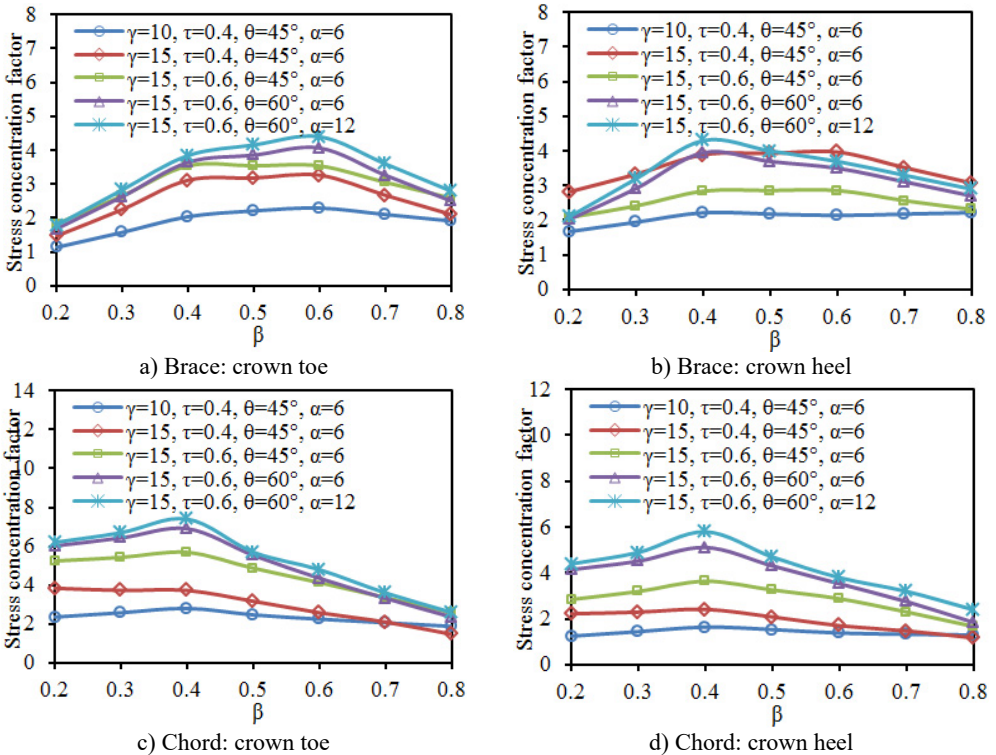 Stress concentration factor
8
7
6
5
4
3
2
1
0
γ=10, τ=0.4, θ=45°, α=6
γ=15, τ=0.4, θ=45°, α=6
γ=15, τ=0.6, θ=45°, α=6
γ=15, τ=0.6, θ=60°, α=6
γ=15, τ=0.6, θ=60°, α=12
0.2 0.3 0.4 0.5 0.6 0.7 0.8
β
a) Brace: crown toe
Stress concentration factor
8
7
6
5
4
3
2
1
0
γ=10, τ=0.4, θ=45°, α=6
γ=15, τ=0.4, θ=45°, α=6
γ=15, τ=0.6, θ=45°, α=6
γ=15, τ=0.6, θ=60°, α=6
γ=15, τ=0.6, θ=60°, α=12
0.2 0.3 0.4 0.5 0.6 0.7 0.8
β
b) Brace: crown heel
Stress concentration factor
14
12
10
8
6
4
2
0
γ=10, τ=0.4, θ=45°, α=6
γ=15, τ=0.4, θ=45°, α=6
γ=15, τ=0.6, θ=45°, α=6
γ=15, τ=0.6, θ=60°, α=6
γ=15, τ=0.6, θ=60°, α=12
0.2 0.3 0.4 0.5 0.6 0.7 0.8
β
c) Chord: crown toe
Stress concentration factor
12
10
8
6
4
2
0
γ=10, τ=0.4, θ=45°, α=6
γ=15, τ=0.4, θ=45°, α=6
γ=15, τ=0.6, θ=45°, α=6
γ=15, τ=0.6, θ=60°, α=6
γ=15, τ=0.6, θ=60°, α=12
0.2 0.3 0.4 0.5 0.6 0.7 0.8
β
d) Chord: crown heel